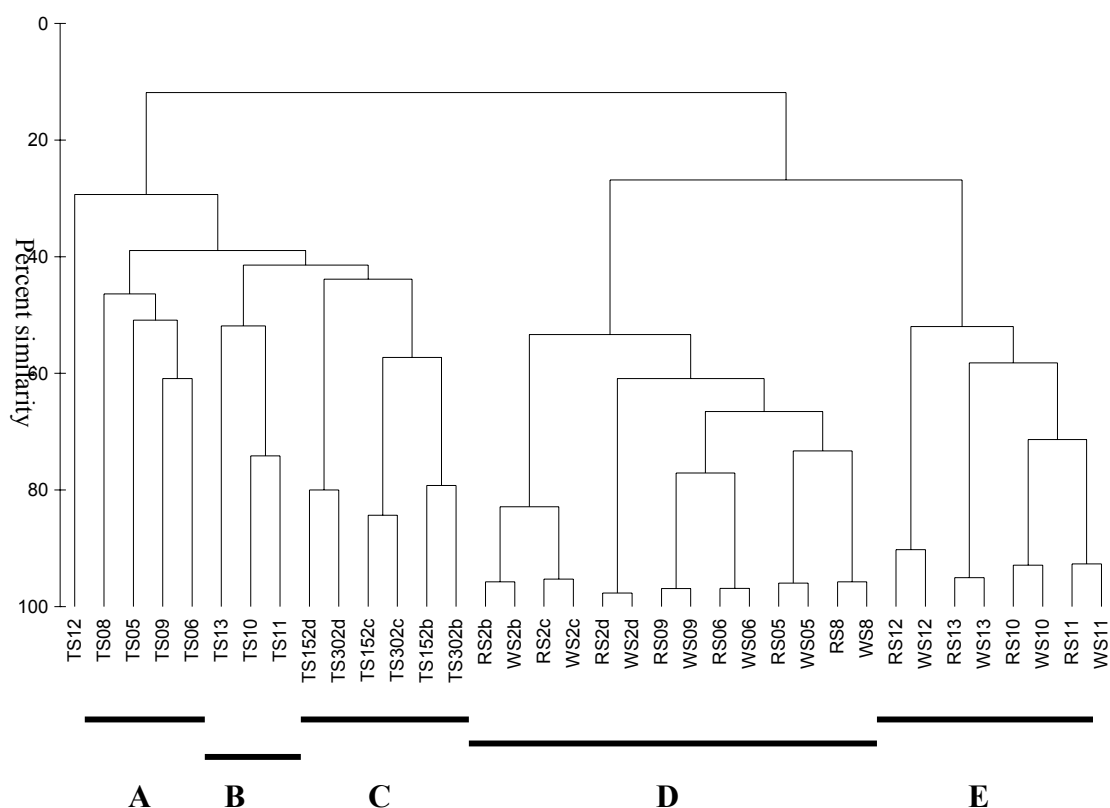 0
20
40
60
80
100
Percent similarity
TS12
TS08
TS05
TS09
TS06
TS13
TS10
TS11
TS152d
TS302d
TS152c
TS302c
TS152b
TS302b
RS2b
WS2b
RS2c
WS2c
RS2d
WS2d
RS09
WS09
RS06
WS06
RS05
WS05
RS8
WS8
RS12
WS12
RS13
WS13
RS10
WS10
RS11
WS11
A B C D E